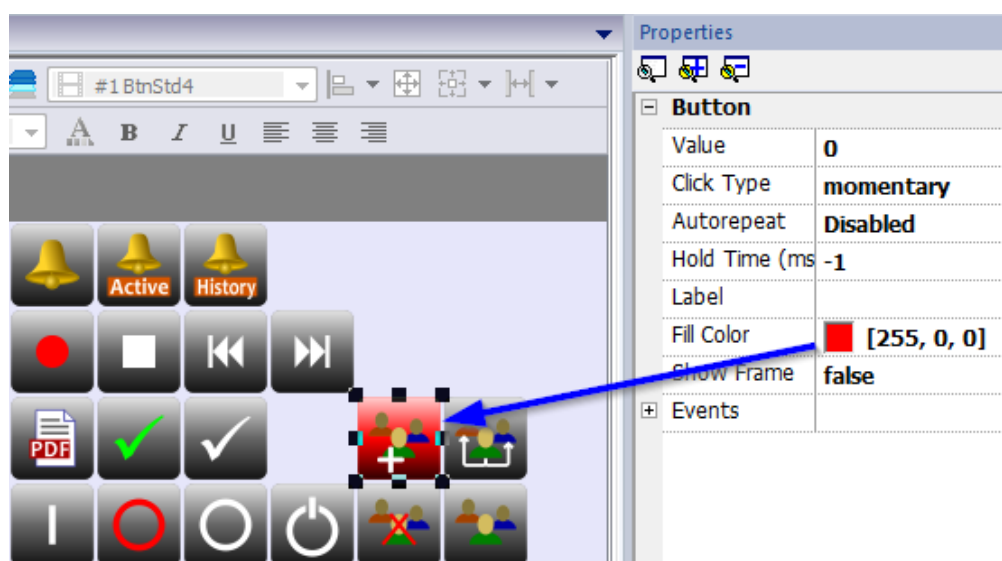 Properties
#1 BtnStd4
A B I U
Button
Value 0
Click Type momentary
Autorepeat Disabled
Hold Time (ms -1
Label
Fill Color [255, 0, 0]
Show Frame false
Events
Active History
PDF